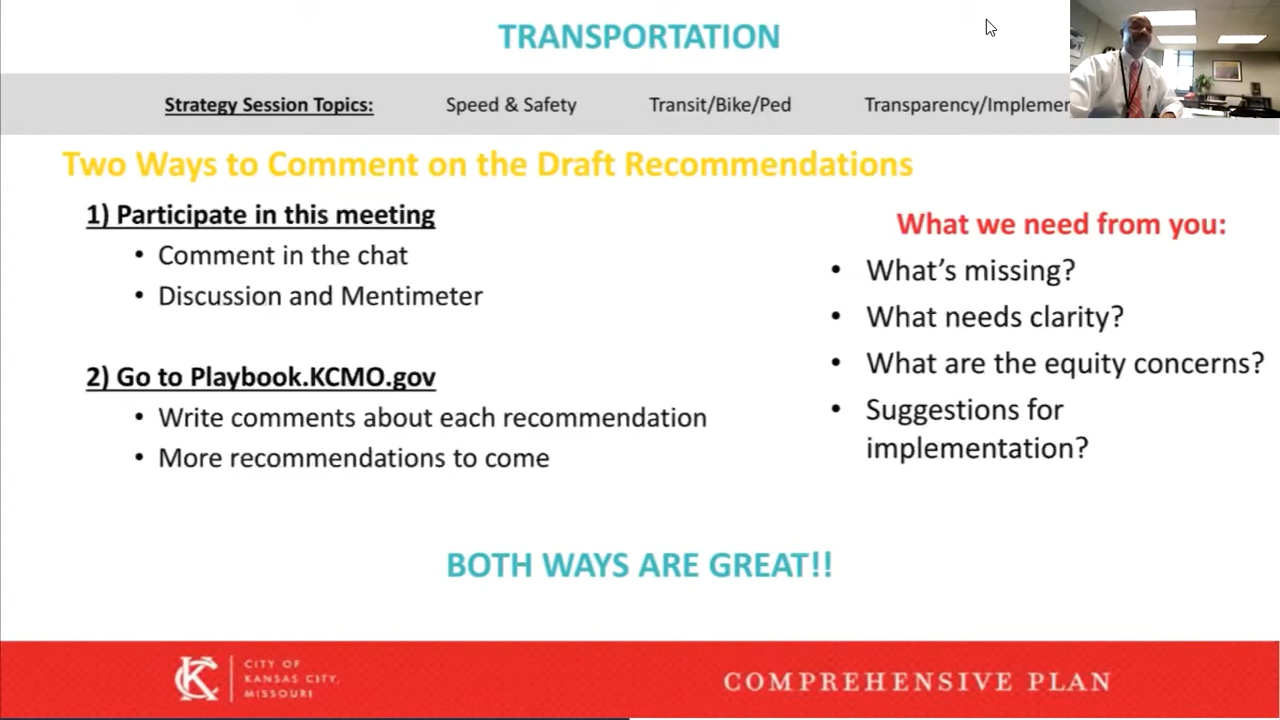 TRANSPORTATION
Strategy Session Topics: Speed & Safety Transit/Bike/Ped Transparency/Implemen
Two Ways to Comment on the Draft Recommendations
1) Participate in this meeting
• Comment in the chat
• Discussion and Mentimeter
2) Go to Playbook.KCMO.gov
• Write comments about each recommendation
• More recommendations to come
What we need from you:
• What's missing?
• What needs clarity?
• What are the equity concerns?
• Suggestions for
implementation?
BOTH WAYS ARE GREAT!!
KC
CITY OF
KANSAS CITY,
MISSOURI
COMPREHENSIVE PLAN